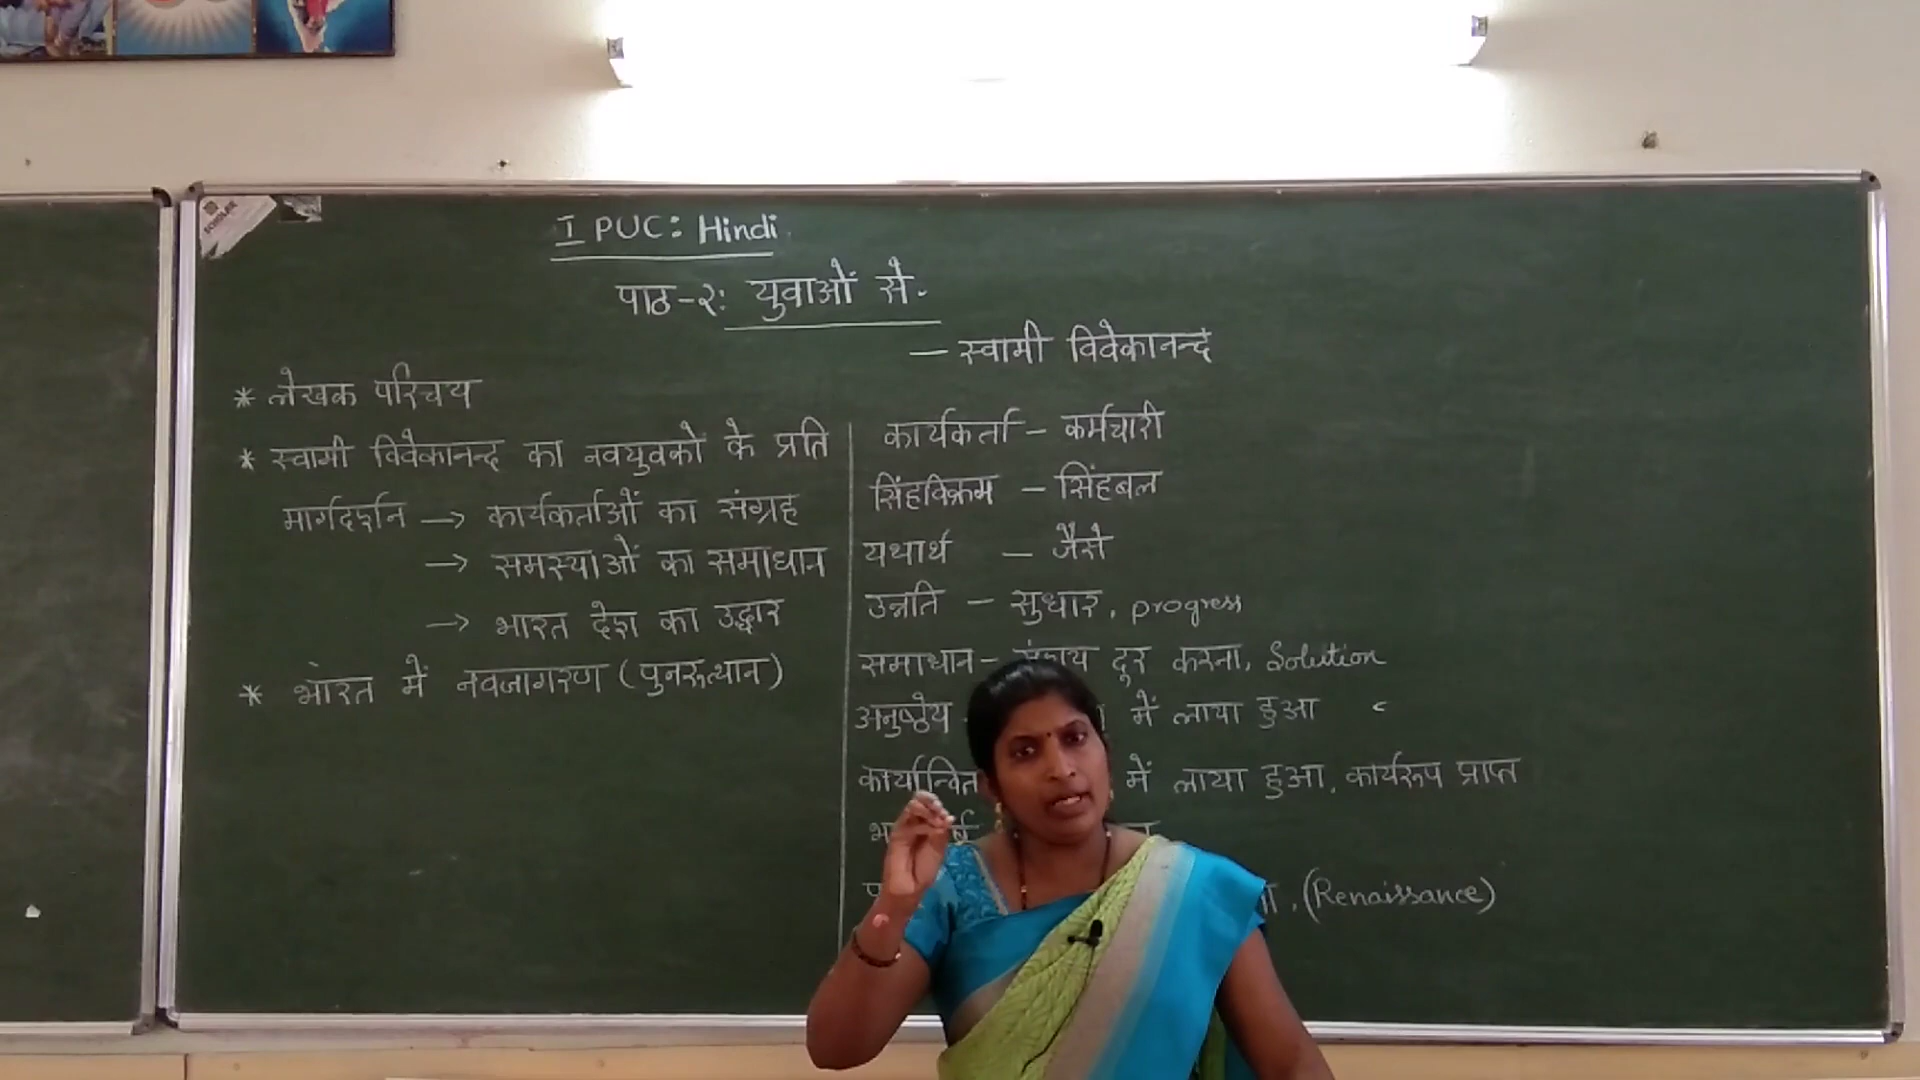 I PUC: Hindi
पाठ-२: युवाओं से.
— स्वामी विवेकानन्द
* लेखक परिचय
* स्वामी विवेकानन्द का नवयुवकों के प्रति
मार्गदर्शन → कार्यकर्ताओं का संग्रह
→ समस्याओं का समाधान
→ भारत देश का उद्धार
* भारत में नवजागरण (पुनरुत्थान)
कार्यकर्ता - कर्मचारी
सिंहविक्रम - सिंहबल
यथार्थ - जैसे
उन्नति - सुधार, progress
समाधान - दूर करना, Solution
अनुष्ठेय - में लाया हुआ
कार्यान्वित में लाया हुआ, कार्यरूप प्राप्त
, (Renaissance)